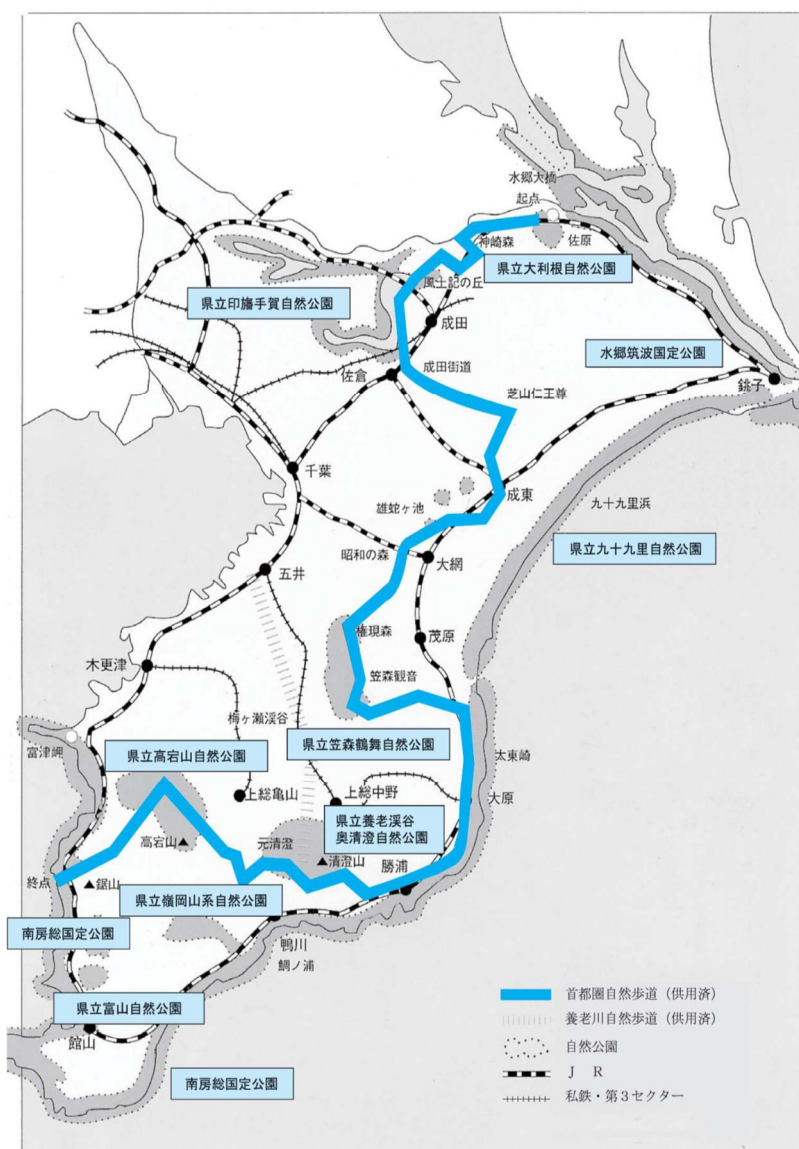 水郷大橋
起点
神崎森
佐原
県立大利根自然公園
風土記の丘
県立印旛手賀自然公園
成田
水郷筑波国定公園
佐倉
成田街道
銚子
芝山仁王尊
千葉
成東
雄蛇ヶ池
九十九里浜
昭和の森
県立九十九里自然公園
大網
五井
権現森
茂原
木更津
笠森観音
梅ヶ瀬渓谷
富津岬
県立高宕山自然公園
県立笠森鶴舞自然公園
太東崎
上総亀山
上総中野
大原
県立養老渓谷
奥清澄自然公園
高宕山
元清澄
清澄山
勝浦
終点
鋸山
県立嶺岡山系自然公園
南房総国定公園
鴨川
鯛ノ浦
県立富山自然公園
館山
南房総国定公園
首都圏自然歩道（供用済）
養老川自然歩道（供用済）
自然公園
J R
私鉄・第３セクター